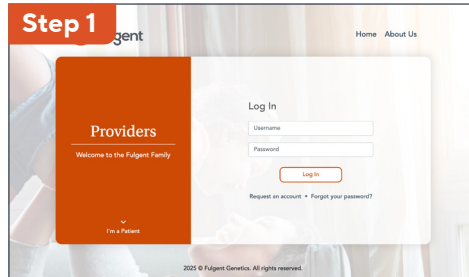 Step 1
gent
Home About Us
Log In
Username
Providers
Password
Welcome to the Fulgent Family
Log In
Request an account • Forgot your password?
I'm a Patient
2025 © Fulgent Genetics. All rights reserved.